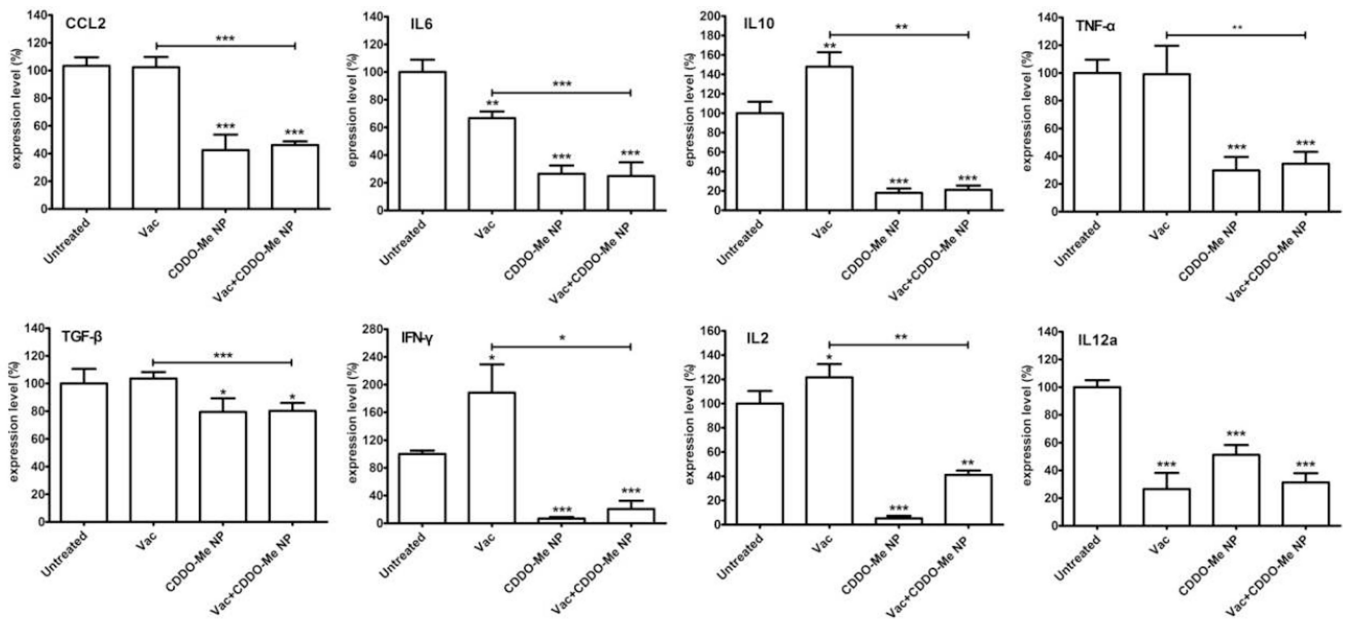 CCL2
expression level (%)
140
120
100
80
60
40
20
0
***
***
***
Untreated
Vac
CDDO-Me NP
Vac+CDDO-Me NP
IL6
epression level (%)
140
120
100
80
60
40
20
0
**
***
***
***
Untreated
Vac
CDDO-Me NP
Vac+CDDO-Me NP
IL10
epression level (%)
200
180
160
140
120
100
80
60
40
20
0
**
**
***
***
Untreated
Vac
CDDO-Me NP
Vac+CDDO-Me NP
TNF-α
expression level (%)
140
120
100
80
60
40
20
0
**
***
***
Untreated
Vac
CDDO-Me NP
Vac+CDDO-Me NP
TGF-β
expression level (%)
140
120
100
80
60
40
20
0
***
*
*
Untreated
Vac
CDDO-Me NP
Vac+CDDO-Me NP
IFN-γ
expression level (%)
280
240
200
160
120
100
80
40
0
*
*
***
***
Untreated
Vac
CDDO-Me NP
Vac+CDDO-Me NP
IL2
expression level (%)
160
140
120
100
80
60
40
20
0
*
**
***
**
Untreated
Vac
CDDO-Me NP
Vac+CDDO-Me NP
IL12a
expression level (%)
140
120
100
80
60
40
20
0
***
***
***
Untreated
Vac
CDDO-Me NP
Vac+CDDO-Me NP